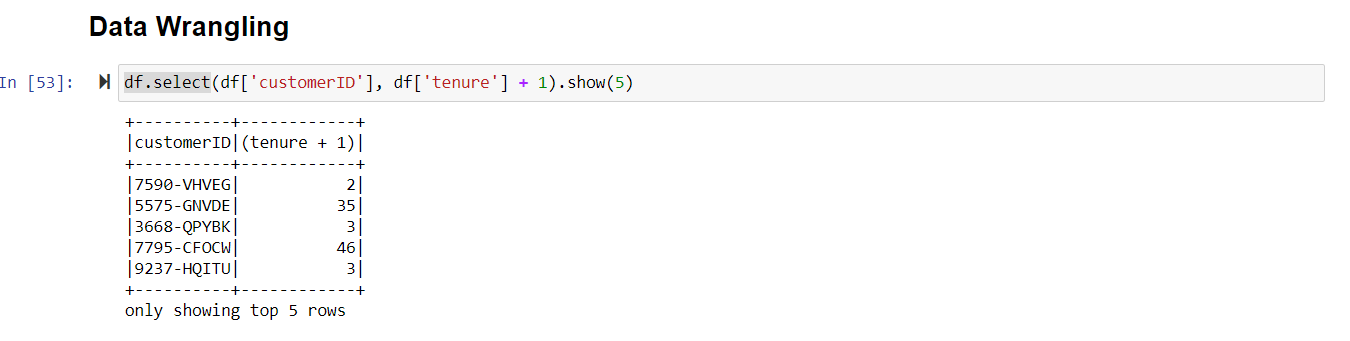 Data Wrangling
In [53]: df.select(df['customerID'], df['tenure'] + 1).show(5)
+----------+------------+
|customerID|(tenure + 1)|
+----------+------------+
|7590-VHVEG|           2|
|5575-GNVDE|          35|
|3668-QPYBK|           3|
|7795-CFOCW|          46|
|9237-HQITU|           3|
+----------+------------+
only showing top 5 rows